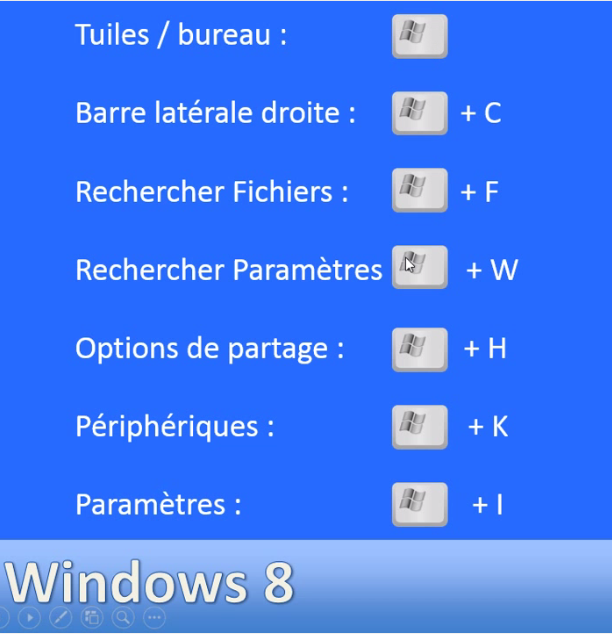 Tuiles / bureau :
Barre latérale droite : + C
Rechercher Fichiers : + F
Rechercher Paramètres + W
Options de partage : + H
Périphériques : + K
Paramètres : + I
Windows 8